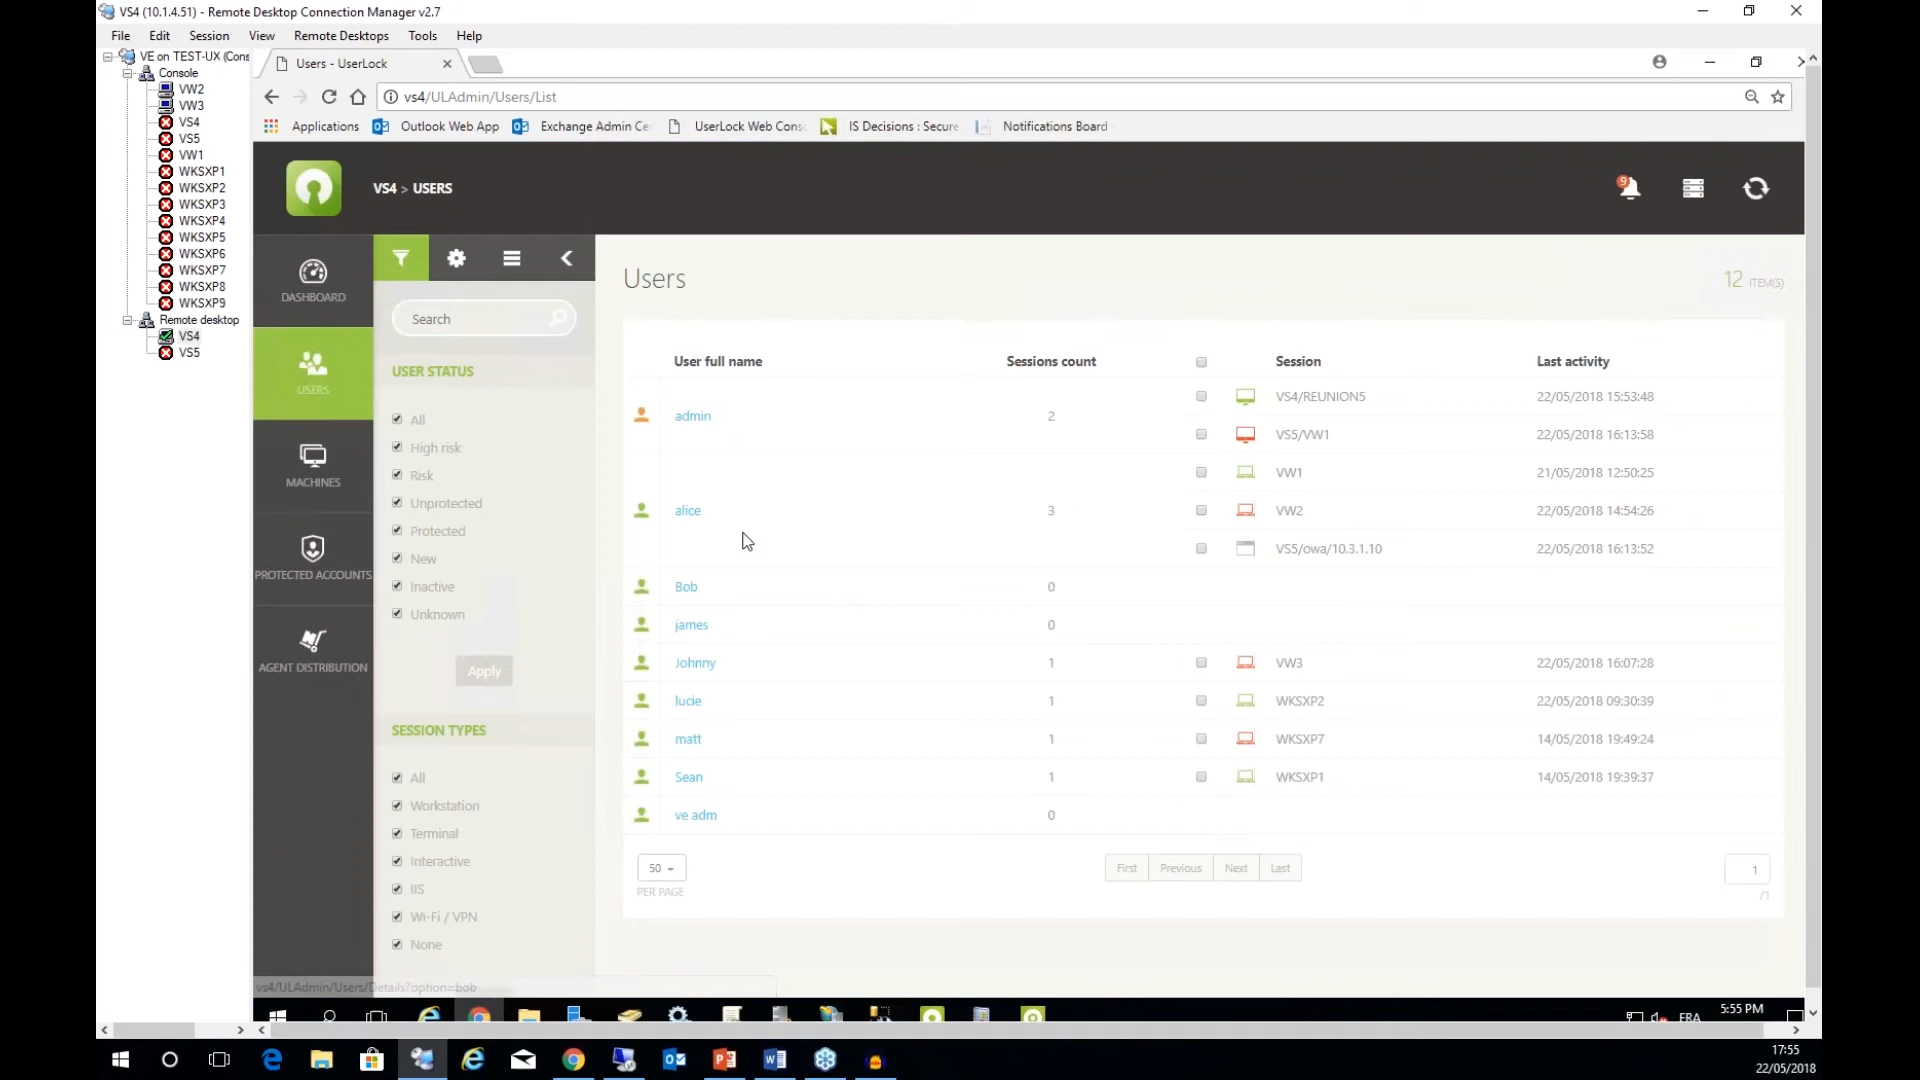 VS4 (10.1.4.51) - Remote Desktop Connection Manager v2.7
File Edit Session View Remote Desktops Tools Help
VE on TEST-UX (Cons
Console
VW2
VW3
VS4
VS5
VW1
WKSXP1
WKSXP2
WKSXP3
WKSXP4
WKSXP5
WKSXP6
WKSXP7
WKSXP8
WKSXP9
Remote desktop
VS4
VS5
Users - UserLock
vs4/ULAdmin/Users/List
Applications Outlook Web App Exchange Admin Ce UserLock Web Cons IS Decisions : Secure Notifications Board
VS4 > USERS
9
DASHBOARD
USERS
MACHINES
PROTECTED ACCOUNTS
AGENT DISTRIBUTION
Search
USER STATUS
All
High risk
Risk
Unprotected
Protected
New
Inactive
Unknown
Apply
SESSION TYPES
All
Workstation
Terminal
Interactive
IIS
Wi-Fi / VPN
None
Users
12 ITEM(S)
User full name Sessions count Session Last activity
admin 2 VS4/REUNION5 22/05/2018 15:53:48
VS5/VW1 22/05/2018 16:13:58
VW1 21/05/2018 12:50:25
alice 3 VW2 22/05/2018 14:54:26
VS5/owa/10.3.1.10 22/05/2018 16:13:52
Bob 0
james 0
Johnny 1 VW3 22/05/2018 16:07:28
lucie 1 WKSXP2 22/05/2018 09:30:39
matt 1 WKSXP7 14/05/2018 19:49:24
Sean 1 WKSXP1 14/05/2018 19:39:37
ve adm 0
50
PER PAGE
First Previous Next Last
1
/1
vs4/ULAdmin/Users/Details?option=bob
FRA
5:55 PM
17:55
22/05/2018